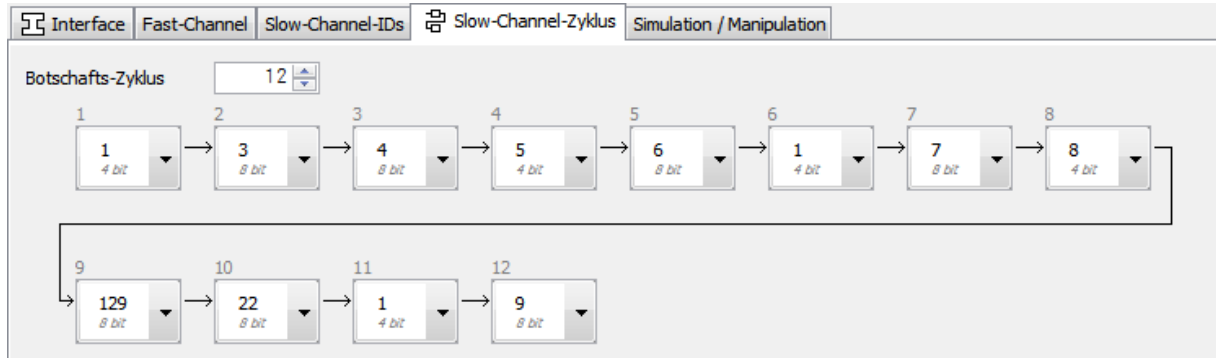 Interface Fast-Channel Slow-Channel-IDs Slow-Channel-Zyklus Simulation / Manipulation
Botschafts-Zyklus 12
1 2 3 4 5 6 7 8
1 3 4 5 6 1 7 8
4 bit 8 bit 8 bit 4 bit 8 bit 4 bit 8 bit 4 bit
9 10 11 12
129 22 1 9
8 bit 8 bit 4 bit 8 bit